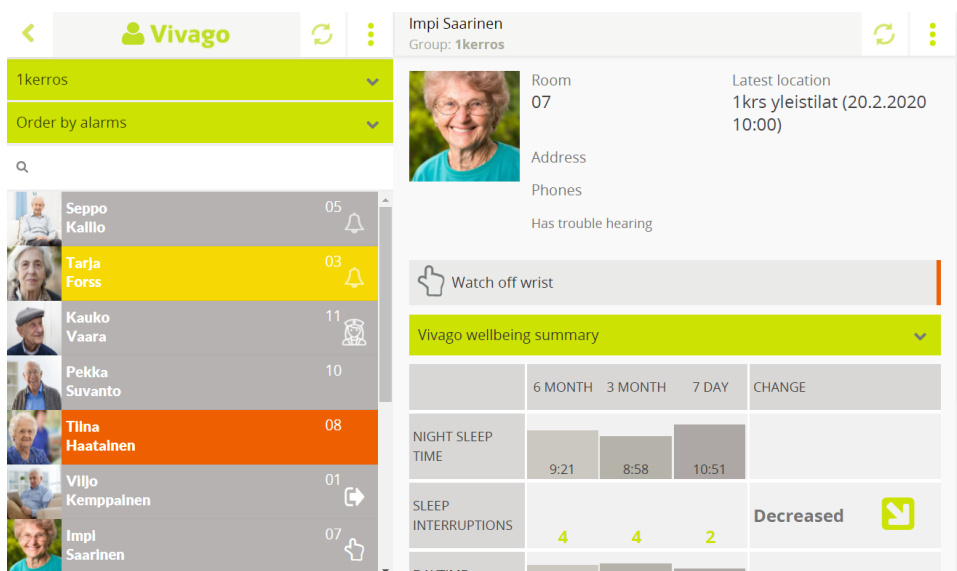 Vivago
1kerros
Order by alarms
Seppo
Kallio
05
Tarja
Forss
03
Kauko
Vaara
11
Pekka
Suvanto
10
Tiina
Haatainen
08
Viljo
Kemppainen
01
Impi
Saarinen
07
Impi Saarinen
Group: 1kerros
Room
07
Latest location
1krs yleistilat (20.2.2020
10:00)
Address
Phones
Has trouble hearing
Watch off
wrist
Vivago wellbeing summary
6 MONTH 3 MONTH 7 DAY CHANGE
NIGHT SLEEP
TIME
9:21 8:58 10:51
SLEEP
INTERRUPTIONS
4 4 2
Decreased